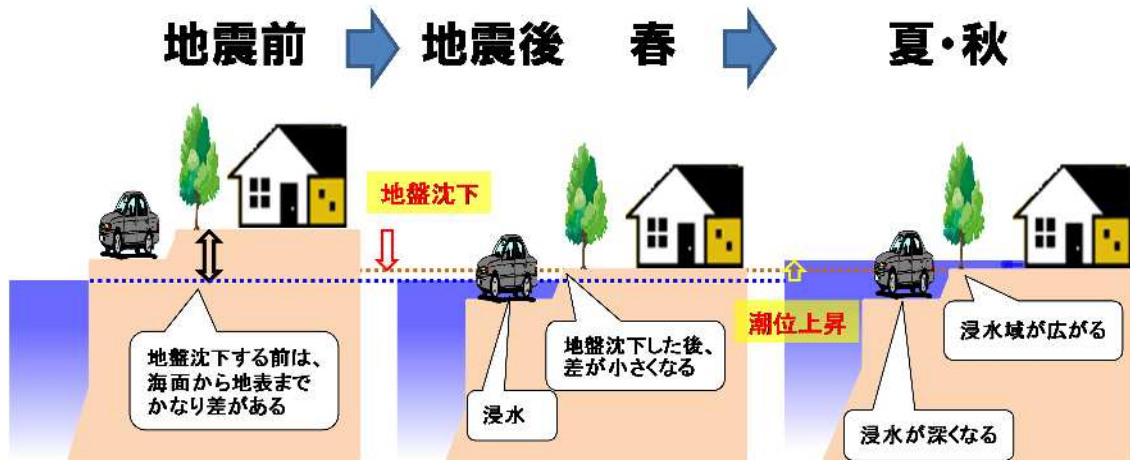 地震前
地震後 春
夏・秋
地盤沈下
地盤沈下する前は、
海面から地表まで
かなり差がある
浸水
地盤沈下した後、
差が小さくなる
潮位上昇
浸水域が広がる
浸水が深くなる